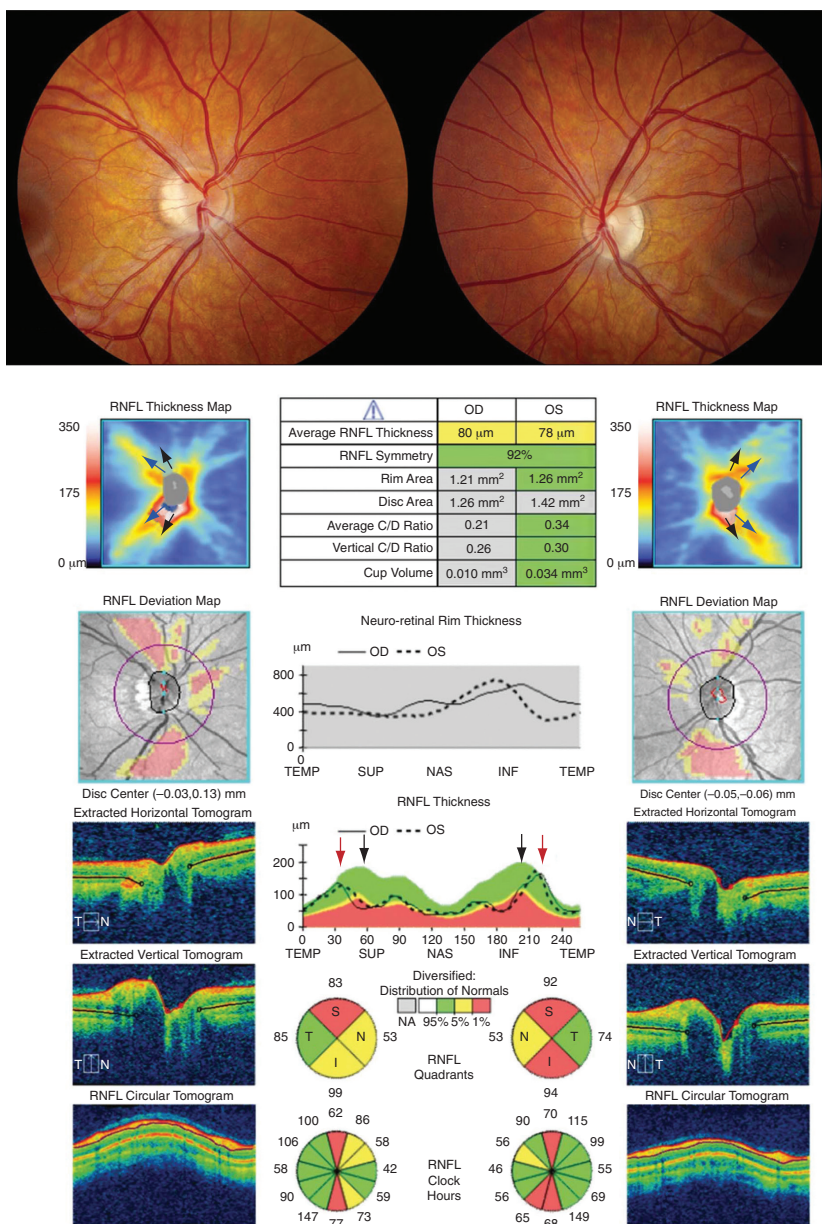 RNFL Thickness Map
350
175
0 μm
OD OS
Average RNFL Thickness 80 μm 78 μm
RNFL Symmetry 92%
Rim Area 1.21 mm² 1.26 mm²
Disc Area 1.26 mm² 1.42 mm²
Average C/D Ratio 0.21 0.34
Vertical C/D Ratio 0.26 0.30
Cup Volume 0.010 mm³ 0.034 mm³
RNFL Thickness Map
350
175
0 μm
RNFL Deviation Map
Disc Center (–0.03,0.13) mm
Neuro-retinal Rim Thickness
μm
OD OS
800
400
0
0
TEMP SUP NAS INF TEMP
RNFL Deviation Map
Disc Center (–0.05,–0.06) mm
Extracted Horizontal Tomogram
T N
RNFL Thickness
μm
OD OS
200
100
0
0 30 60 90 120 150 180 210 240
TEMP SUP NAS INF TEMP
Extracted Horizontal Tomogram
N T
Extracted Vertical Tomogram
T N
Diversified:
Distribution of Normals
NA 95% 5% 1%
83
S
85 T N 53
I
99
RNFL
Quadrants
92
S
53 N T 74
I
94
Extracted Vertical Tomogram
T N
RNFL Circular Tomogram
62
100 86
106 58
58 42
90 59
147 73
77
RNFL
Clock
Hours
70
90 115
56 99
46 55
56 69
65 149
68
RNFL Circular Tomogram